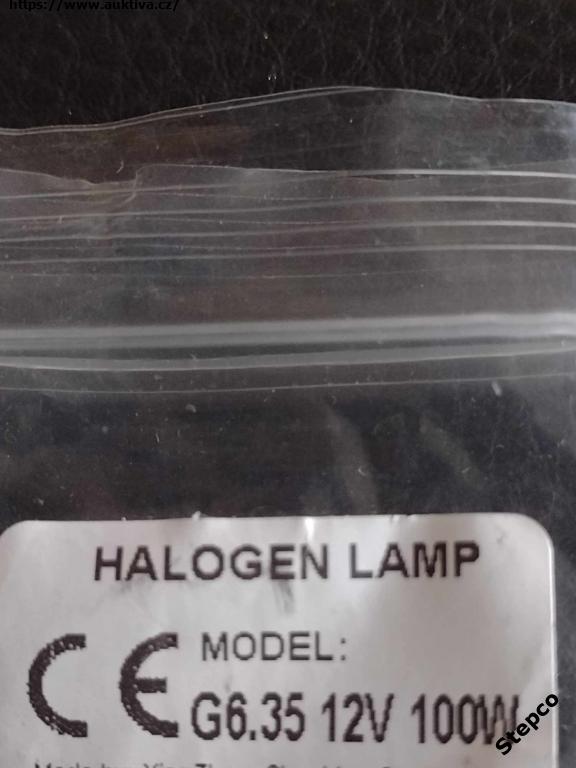 https://www.auktiva.cz/
HALOGEN LAMP
CE MODEL:
G6.35 12V 100W
Stepco